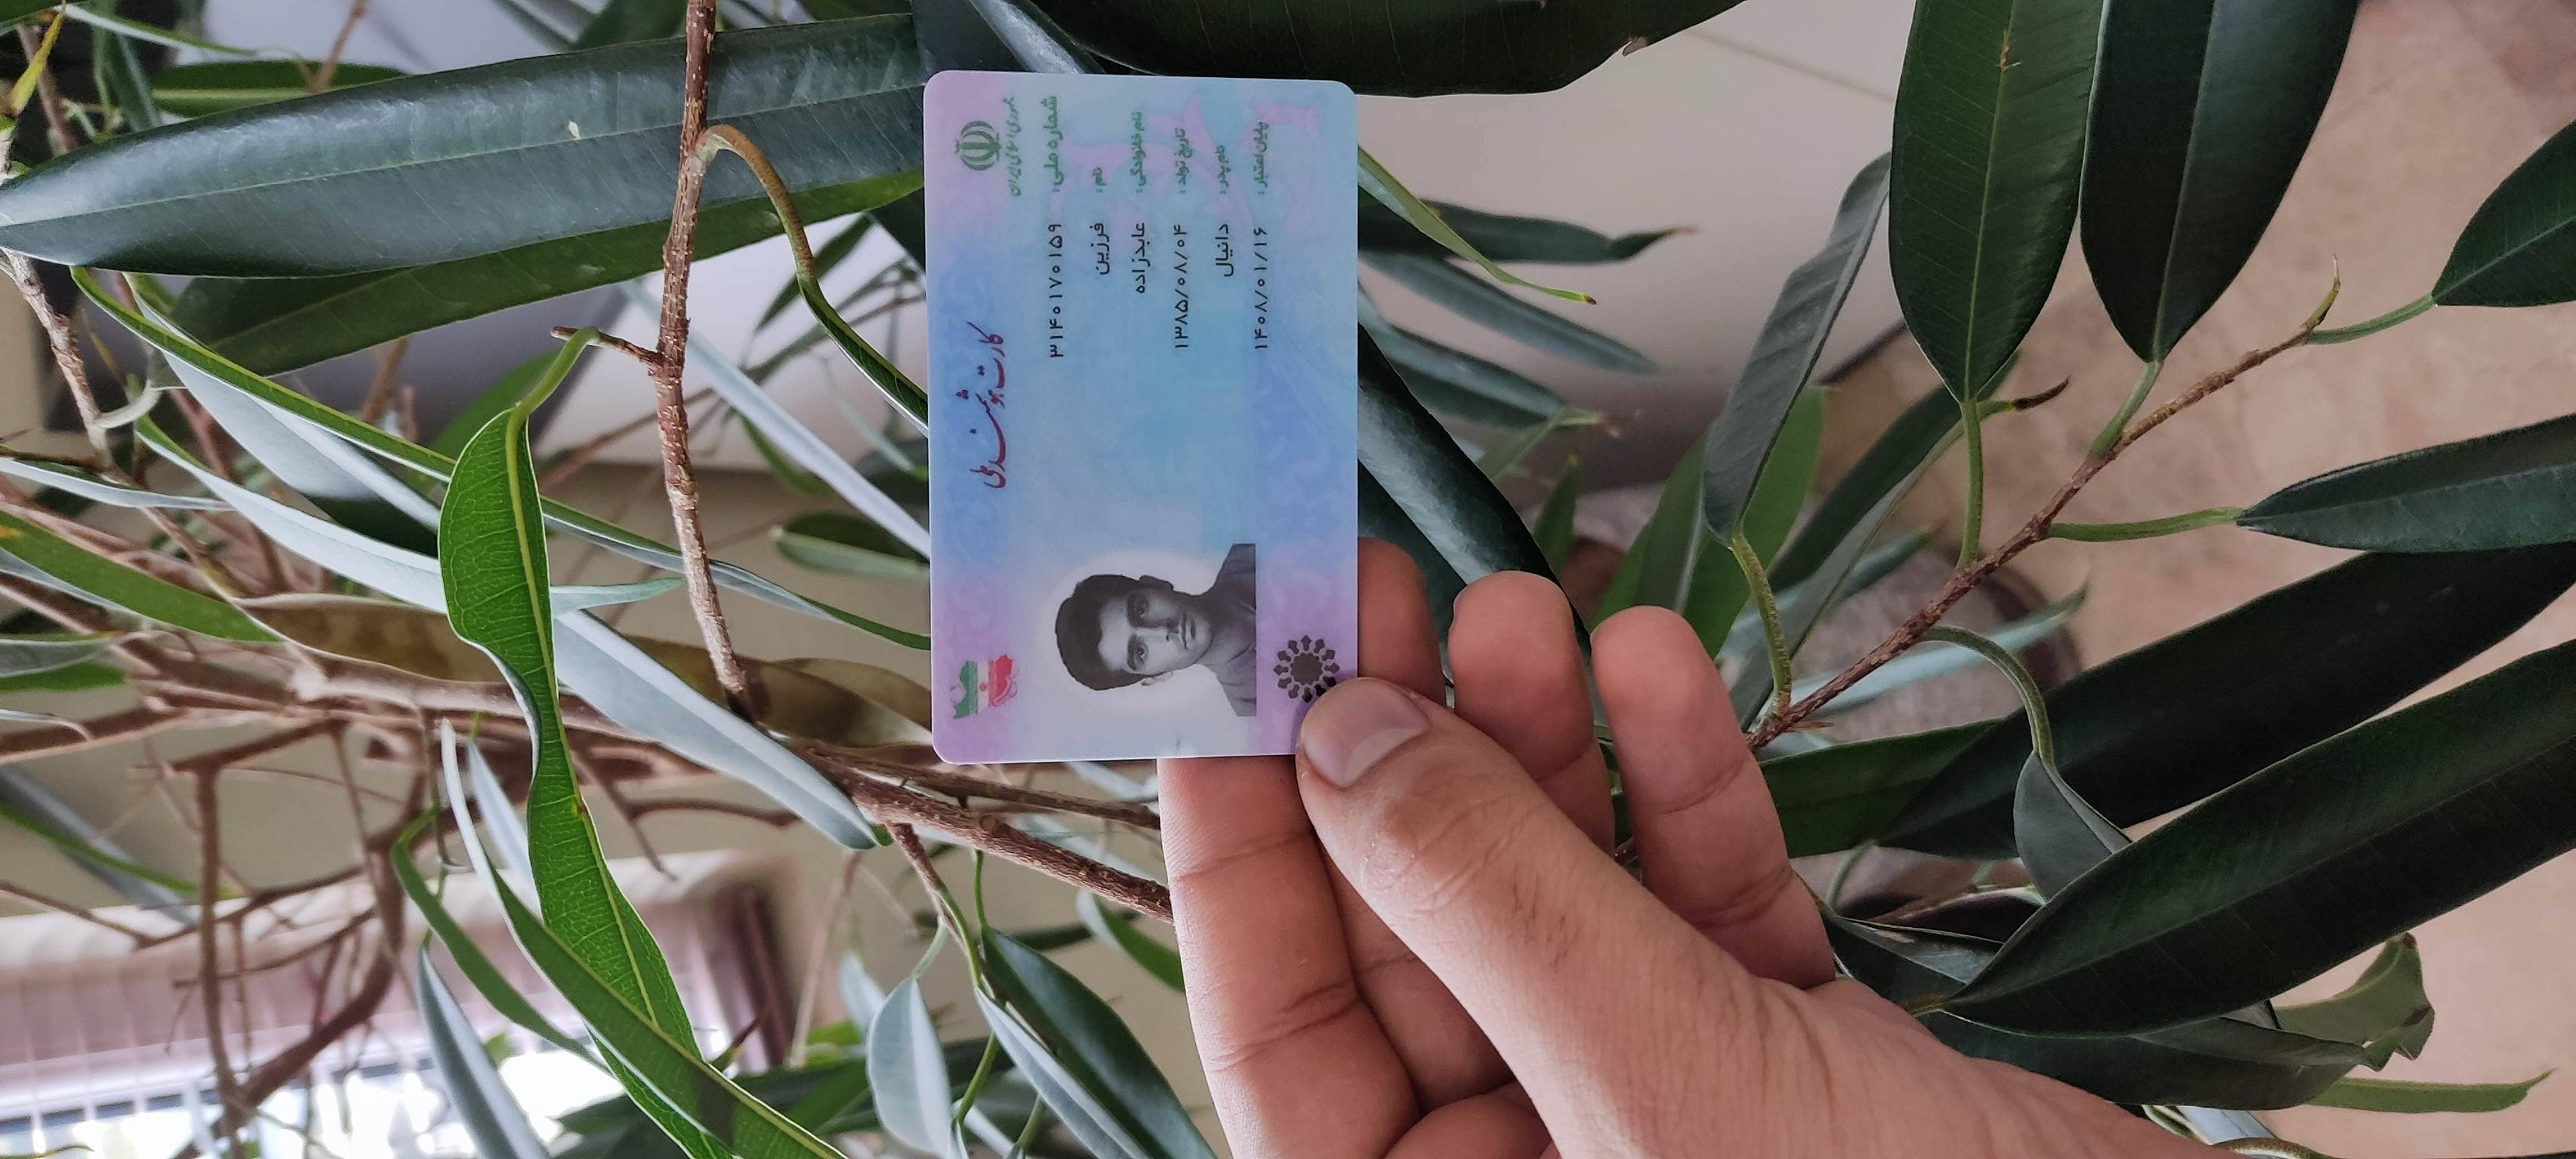 جمهوری اسلامی ایران
کارت هوشمند ملی
شماره ملی: ۳۱۴۰۱۷۰۱۵۹
نام: فرزین
نام خانوادگی: عابدزاده
تاریخ تولد: ۱۳۸۵/۰۸/۰۴
نام پدر: دانیال
پایان اعتبار: ۱۴۰۸/۰۱/۱۶